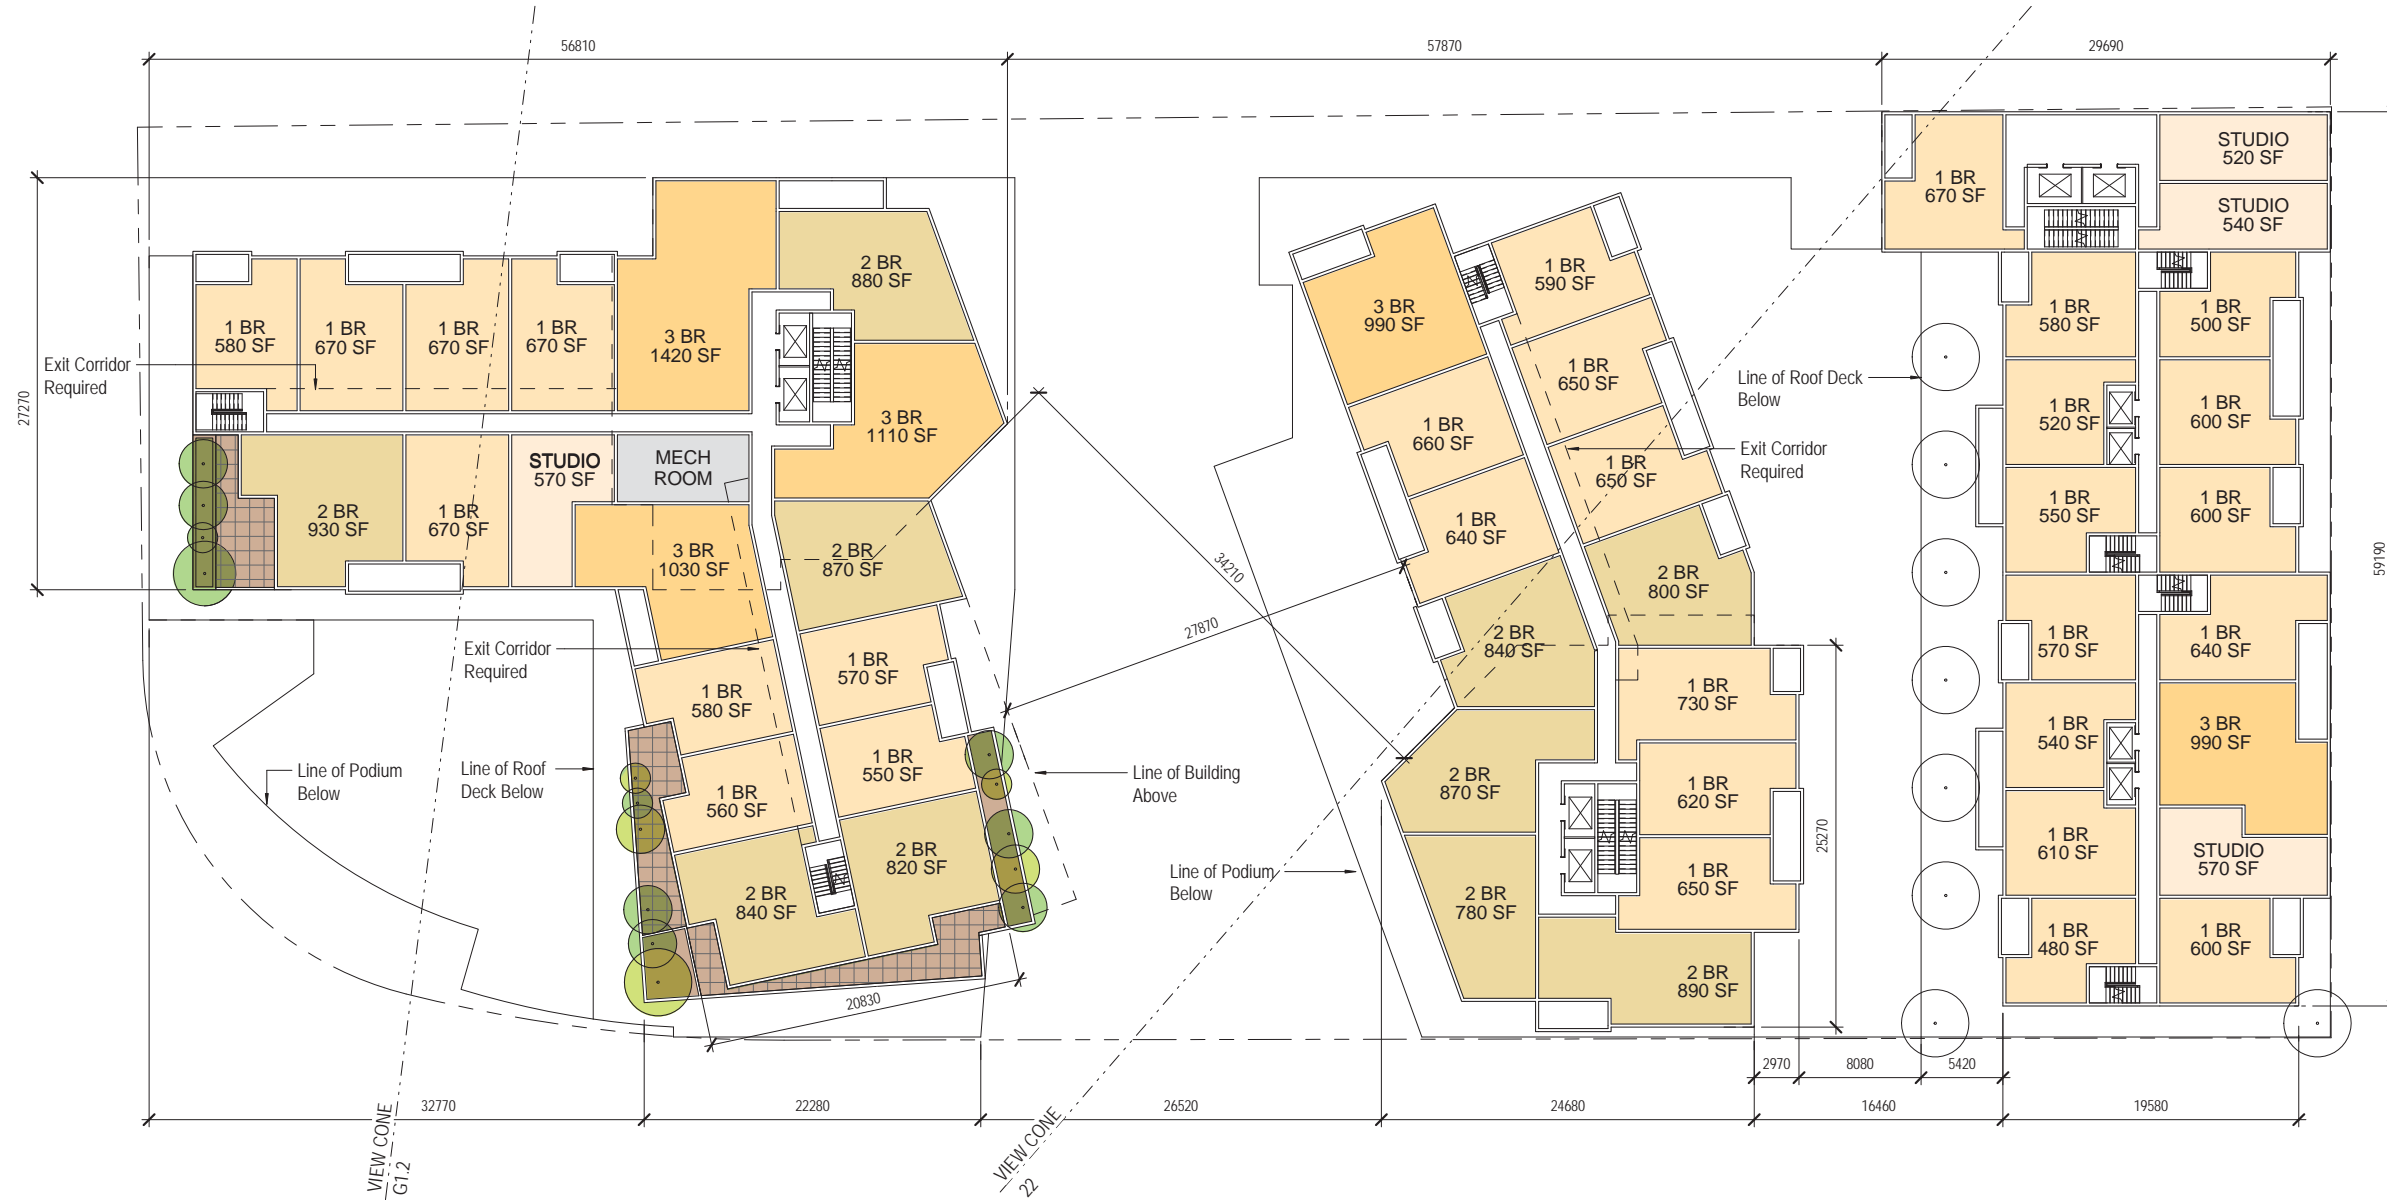 56810
57870
29690
27270
59190
1 BR
580 SF
1 BR
670 SF
1 BR
670 SF
1 BR
670 SF
3 BR
1420 SF
2 BR
880 SF
3 BR
1110 SF
Exit Corridor
Required
2 BR
930 SF
1 BR
670 SF
STUDIO
570 SF
MECH
ROOM
3 BR
1030 SF
2 BR
870 SF
Exit Corridor
Required
1 BR
580 SF
1 BR
570 SF
1 BR
560 SF
1 BR
550 SF
2 BR
840 SF
2 BR
820 SF
Line of Podium
Below
Line of Roof
Deck Below
Line of Building
Above
20830
34210
27870
3 BR
990 SF
1 BR
590 SF
1 BR
650 SF
1 BR
660 SF
1 BR
650 SF
1 BR
640 SF
2 BR
800 SF
2 BR
840 SF
1 BR
730 SF
2 BR
870 SF
1 BR
620 SF
2 BR
780 SF
1 BR
650 SF
2 BR
890 SF
Exit Corridor
Required
Line of Roof Deck
Below
Line of Podium
Below
25270
1 BR
670 SF
STUDIO
520 SF
STUDIO
540 SF
1 BR
580 SF
1 BR
500 SF
1 BR
520 SF
1 BR
600 SF
1 BR
550 SF
1 BR
600 SF
1 BR
570 SF
1 BR
640 SF
1 BR
540 SF
3 BR
990 SF
1 BR
610 SF
STUDIO
570 SF
1 BR
480 SF
1 BR
600 SF
2970
8080
5420
32770
22280
26520
24680
16460
19580
VIEW CONE
G1.2
VIEW CONE
22